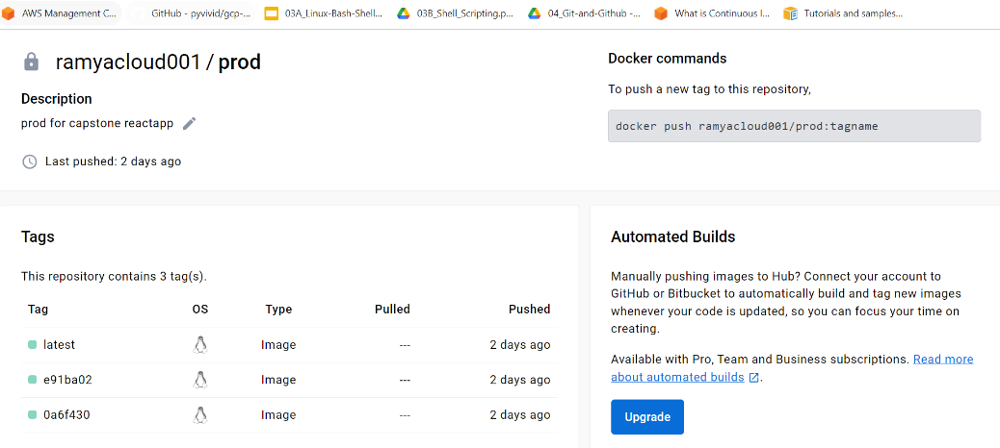 AWS Management C...
GitHub - pyvivid/gcp-...
03A_Linux-Bash-Shell...
03B_Shell_Scripting.p...
04_Git-and-Github -...
What is Continuous I...
Tutorials and samples...
ramyacloud001 / prod
Description
prod for capstone reactapp
Last pushed: 2 days ago
Docker commands
To push a new tag to this repository,
docker push ramyacloud001/prod:tagname
Tags
This repository contains 3 tag(s).
Tag OS Type Pulled Pushed
latest Image --- 2 days ago
e91ba02 Image --- 2 days ago
0a6f430 Image --- 2 days ago
Automated Builds
Manually pushing images to Hub? Connect your account to
GitHub or Bitbucket to automatically build and tag new images
whenever your code is updated, so you can focus your time on
creating.
Available with Pro, Team and Business subscriptions. Read more
about automated builds.
Upgrade